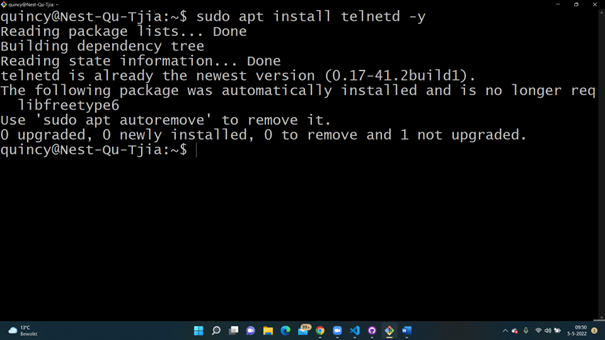 quincy@Nest-Qu-Tjia: ~
quincy@Nest-Qu-Tjia:~$ sudo apt install telnetd -y
Reading package lists... Done
Building dependency tree
Reading state information... Done
telnetd is already the newest version (0.17-41.2build1).
The following package was automatically installed and is no longer req
libfreetype6
Use 'sudo apt autoremove' to remove it.
0 upgraded, 0 newly installed, 0 to remove and 1 not upgraded.
quincy@Nest-Qu-Tjia:~$
13°C
Bewolkt
99+
09:50
5-5-2022